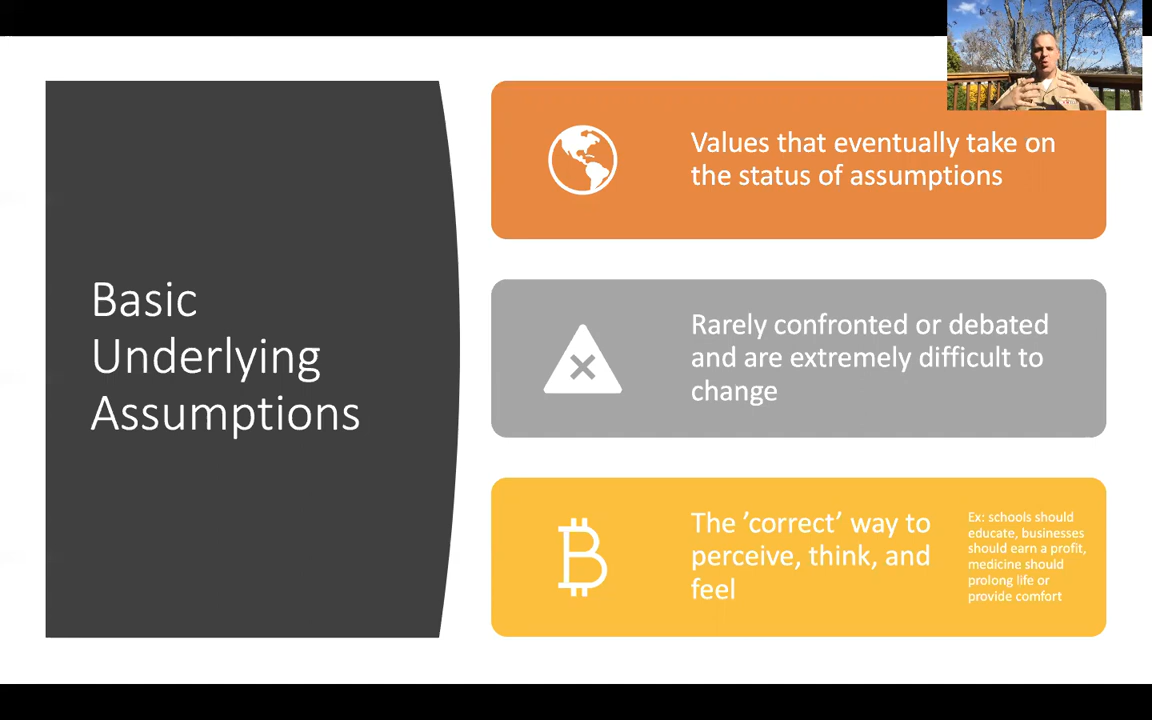 Basic
Underlying
Assumptions
Values that eventually take on
the status of assumptions
Rarely confronted or debated
and are extremely difficult to
change
The ’correct’ way to
perceive, think, and
feel
Ex: schools should
educate, businesses
should earn a profit,
medicine should
prolong life or
provide comfort